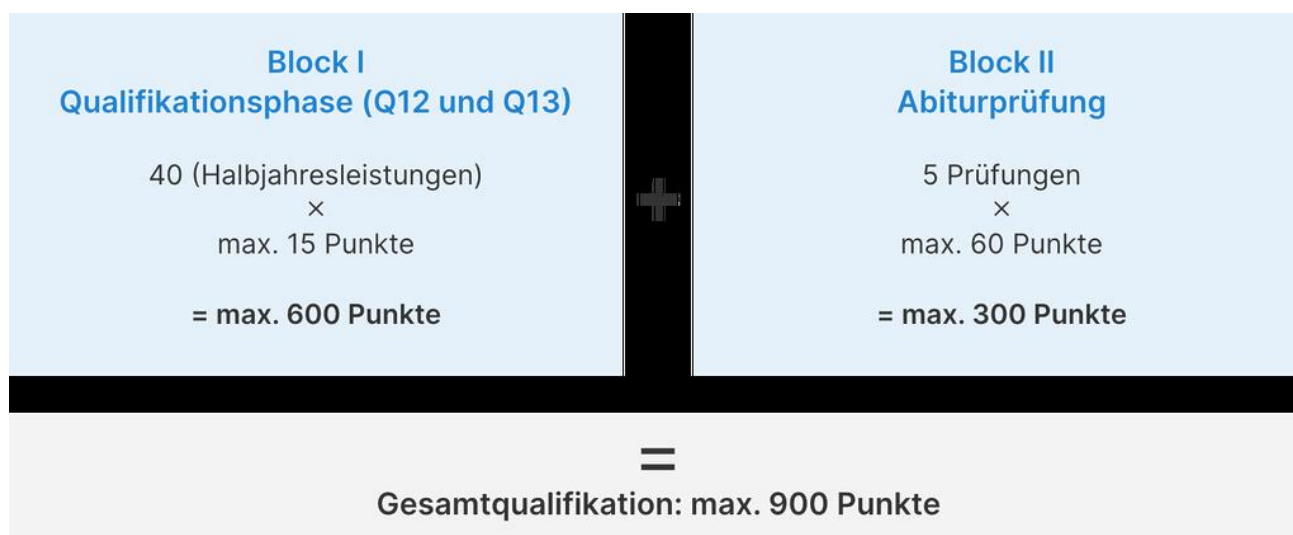 Block I
Qualifikationsphase (Q12 und Q13)
40 (Halbjahresleistungen)
×
max. 15 Punkte
= max. 600 Punkte
+
Block II
Abiturprüfung
5 Prüfungen
×
max. 60 Punkte
= max. 300 Punkte
=
Gesamtqualifikation: max. 900 Punkte